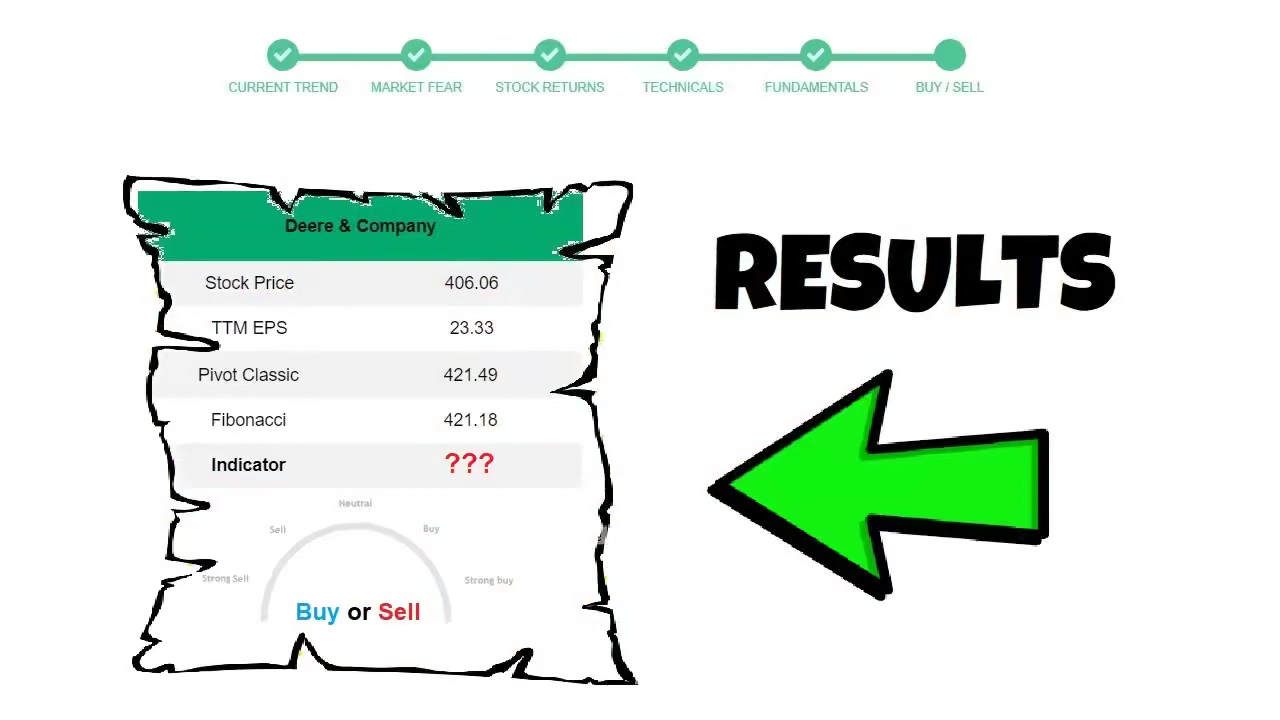 CURRENT TREND MARKET FEAR STOCK RETURNS TECHNICALS FUNDAMENTALS BUY / SELL
Deere & Company
Stock Price 406.06
TTM EPS 23.33
Pivot Classic 421.49
Fibonacci 421.18
Indicator ???
Neutral
Sell Buy
Strong Sell Strong buy
Buy or Sell
RESULTS